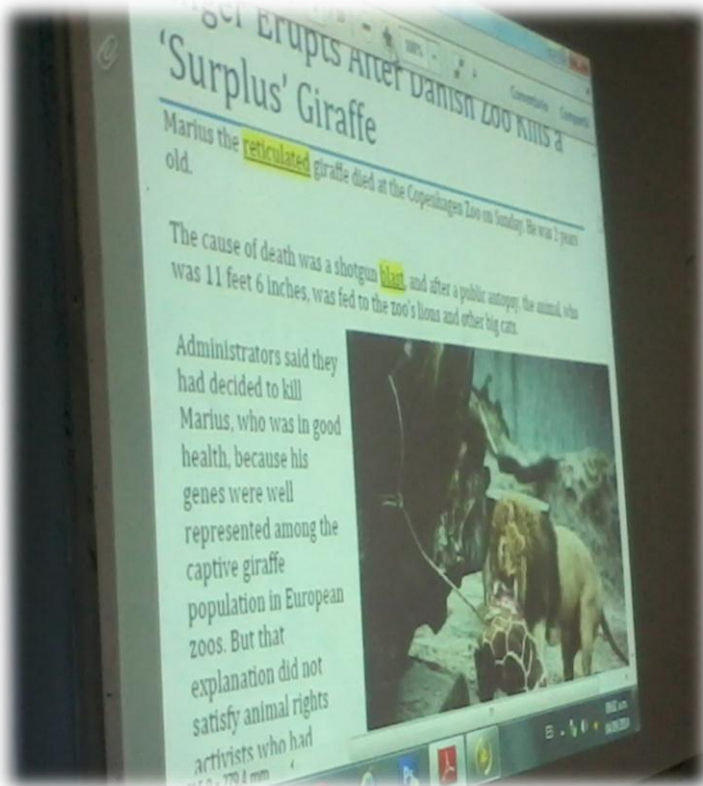 Erupts After Danish Zoo Kills a
'Surplus' Giraffe
Marius the reticulated giraffe died at the Copenhagen Zoo on Sunday. He was 2 years
old.
The cause of death was a shotgun blast, and after a public autopsy, the animal, who
was 11 feet 6 inches, was fed to the zoo's lions and other big cats.
Administrators said they
had decided to kill
Marius, who was in good
health, because his
genes were well
represented among the
captive giraffe
population in European
zoos. But that
explanation did not
satisfy animal rights
activists who had